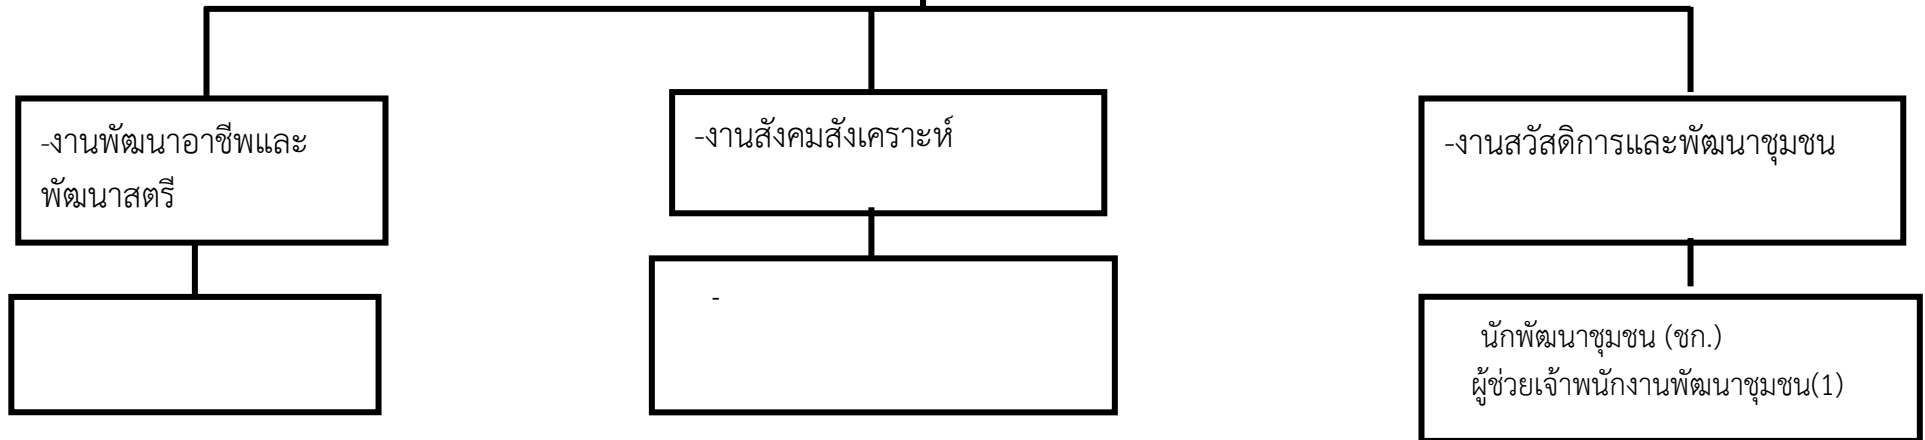 -งานพัฒนาอาชีพและ
พัฒนาสตรี
-งานสังคมสังเคราะห์
-งานสวัสดิการและพัฒนาชุมชน
-
นักพัฒนาชุมชน (ชก.)
ผู้ช่วยเจ้าพนักงานพัฒนาชุมชน(1)